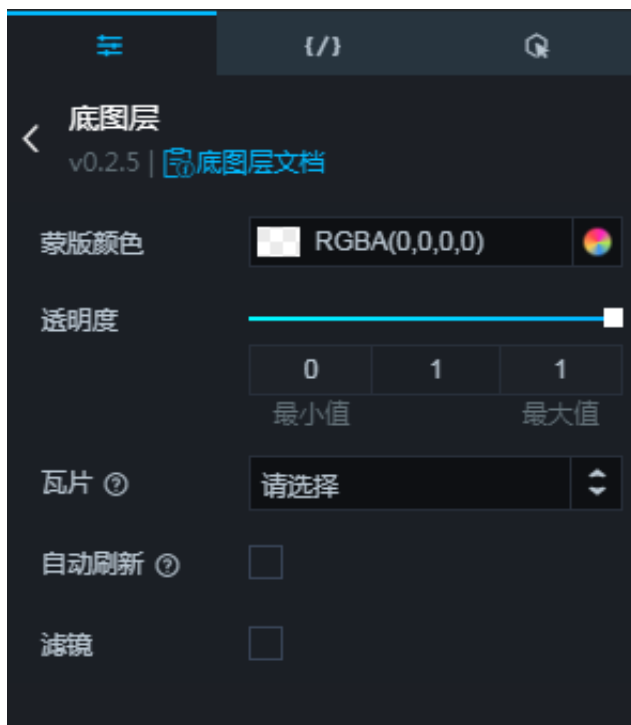 {/}
底图层
v0.2.5 | 底图层文档
蒙版颜色 RGBA(0,0,0,0)
透明度
0 1 1
最小值 最大值
瓦片 请选择
自动刷新
滤镜